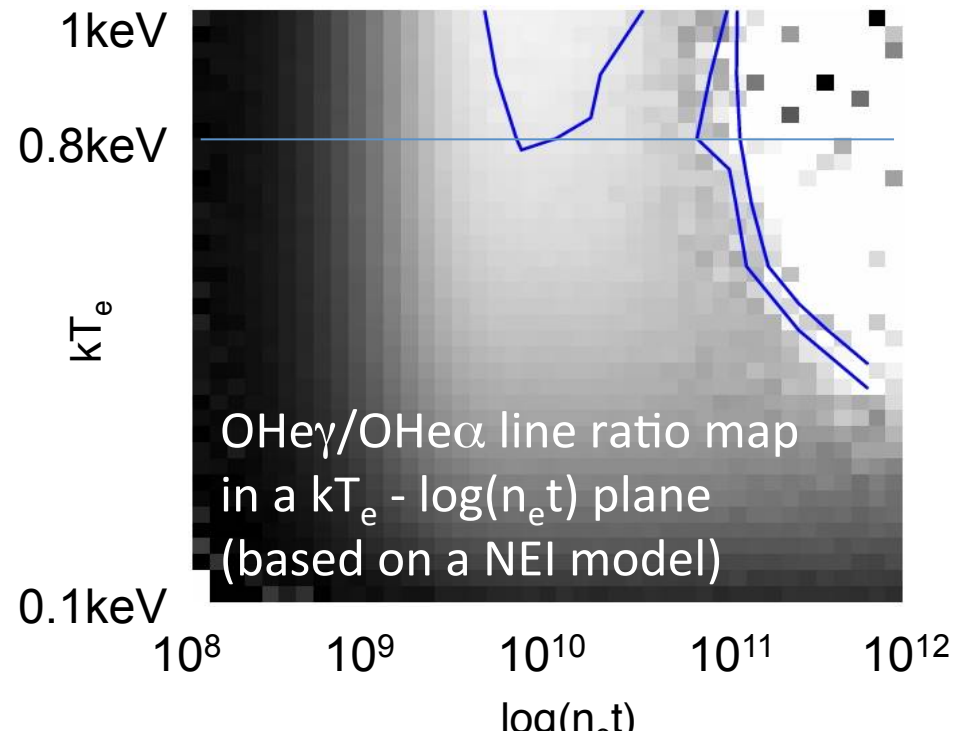 1keV
0.8keV
kTₑ
OHeγ/OHeα line ratio map
in a kTₑ - log(nₑt) plane
(based on a NEI model)
0.1keV
10⁸ 10⁹ 10¹⁰ 10¹¹ 10¹²
log(nₑt)